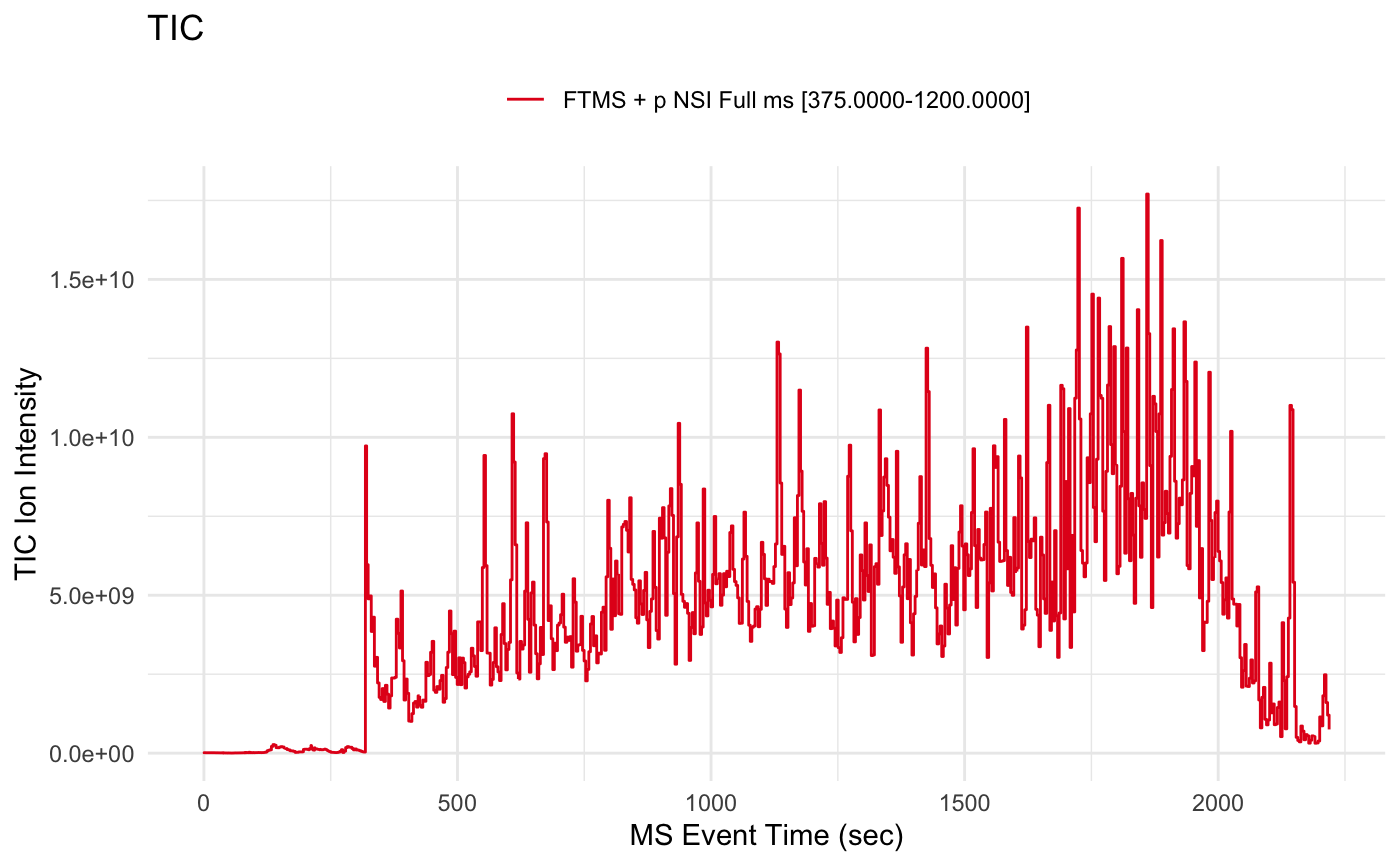 TIC
FTMS + p NSI Full ms [375.0000-1200.0000]
TIC Ion Intensity
1.5e+10
1.0e+10
5.0e+09
0.0e+00
0 500 1000 1500 2000
MS Event Time (sec)